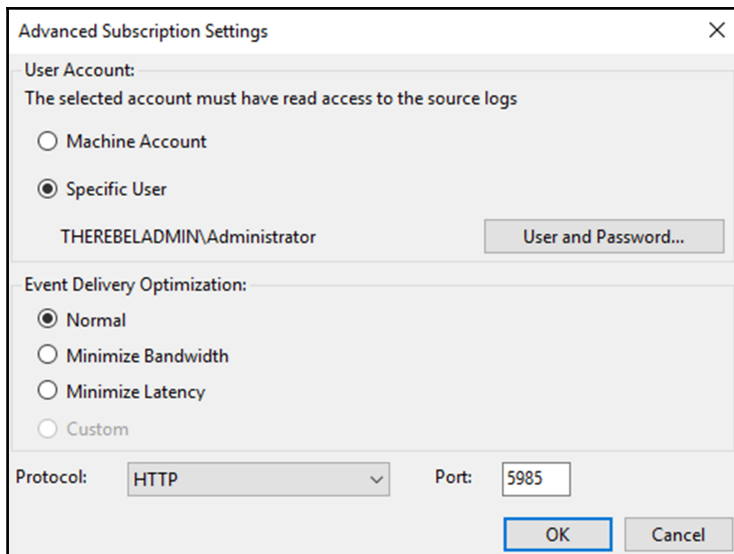 Advanced Subscription Settings
User Account:
The selected account must have read access to the source logs
Machine Account
Specific User
THEREBELADMIN\Administrator
User and Password...
Event Delivery Optimization:
Normal
Minimize Bandwidth
Minimize Latency
Custom
Protocol: HTTP Port: 5985
OK Cancel